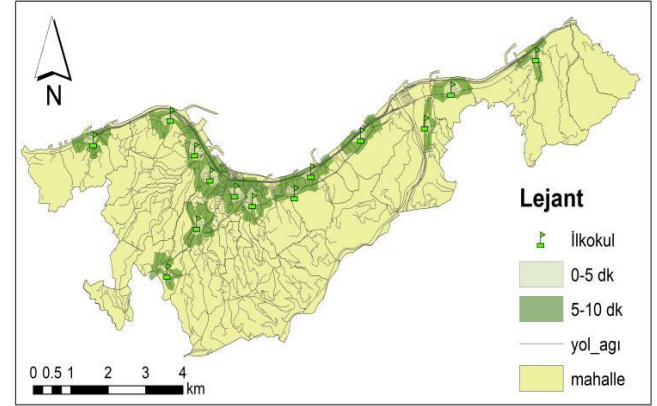 N
Lejant
İlkokul
0-5 dk
5-10 dk
yol_agı
mahalle
0 0.5 1 2 3 4
km